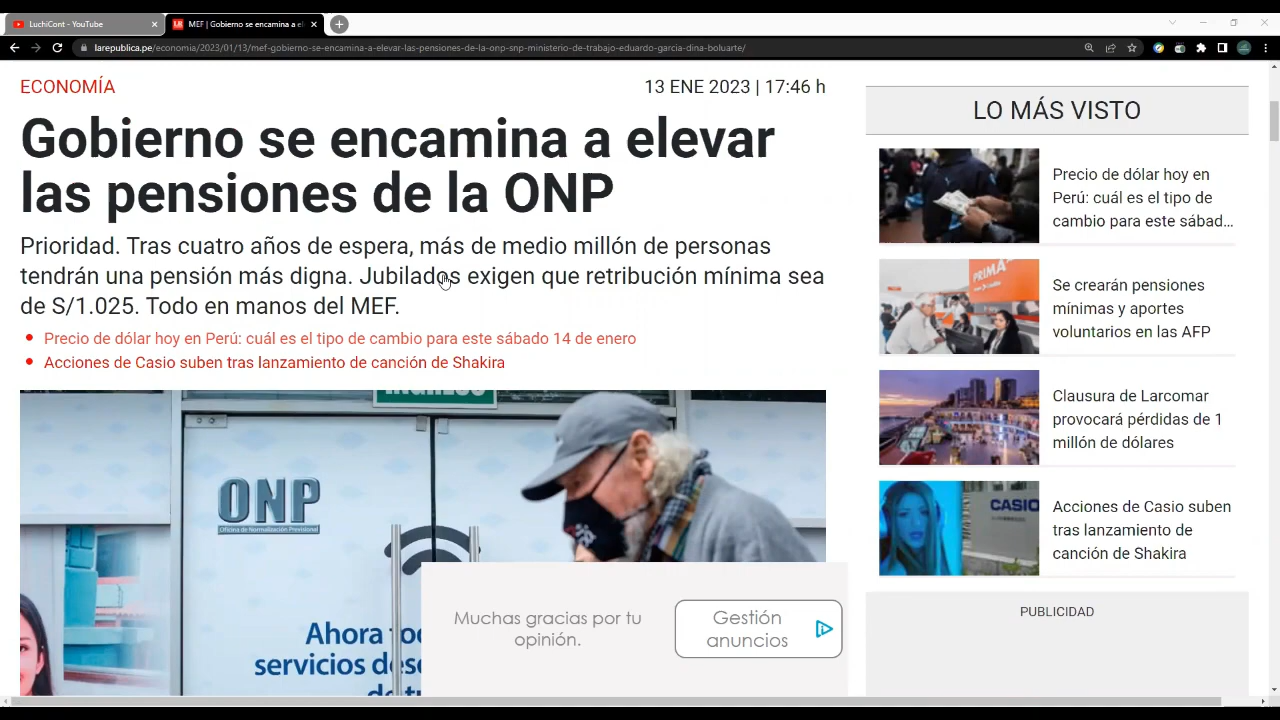 LuchiCont - YouTube
MEF | Gobierno se encamina a el
larepublica.pe/economia/2023/01/13/mef-gobierno-se-encamina-a-elevar-las-pensiones-de-la-onp-snp-ministerio-de-trabajo-eduardo-garcia-dina-boluarte/
ECONOMÍA
13 ENE 2023 | 17:46 h
Gobierno se encamina a elevar
las pensiones de la ONP
Prioridad. Tras cuatro años de espera, más de medio millón de personas
tendrán una pensión más digna. Jubilados exigen que retribución mínima sea
de S/1.025. Todo en manos del MEF.
Precio de dólar hoy en Perú: cuál es el tipo de cambio para este sábado 14 de enero
Acciones de Casio suben tras lanzamiento de canción de Shakira
ONP
Oficina de Normalización Previsional
Ahora
servicios
Muchas gracias por tu
opinión.
Gestión
anuncios
LO MÁS VISTO
Precio de dólar hoy en
Perú: cuál es el tipo de
cambio para este sábad...
PRIMA
Se crearán pensiones
mínimas y aportes
voluntarios en las AFP
Clausura de Larcomar
provocará pérdidas de 1
millón de dólares
CASIO
Acciones de Casio suben
tras lanzamiento de
canción de Shakira
PUBLICIDAD